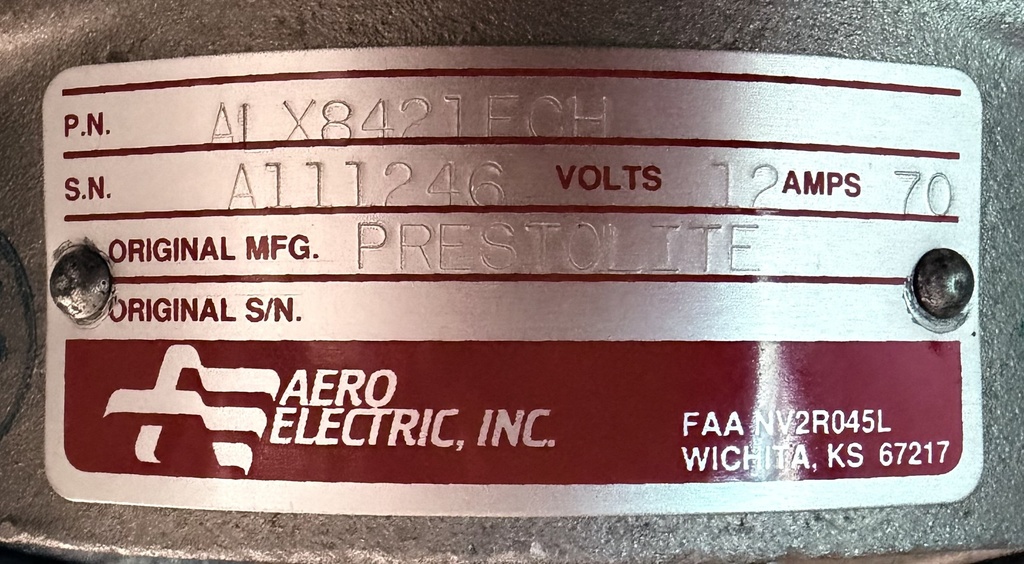 P.N. ALX8421ECH
S.N. A111246 VOLTS 12 AMPS 70
ORIGINAL MFG. PRESTOLITE
ORIGINAL S/N.
AERO
ELECTRIC, INC.
FAA NV2R045L
WICHITA, KS 67217